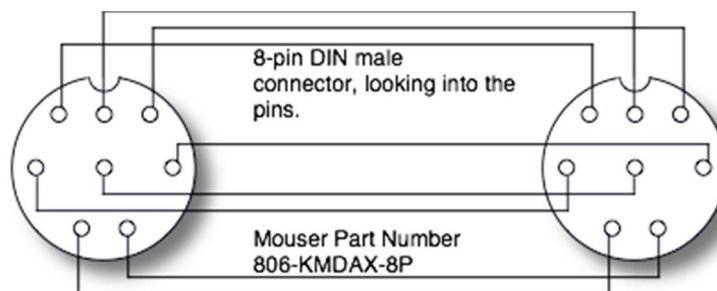 8-pin DIN male
connector, looking into the
pins.
Mouser Part Number
806-KMDAX-8P